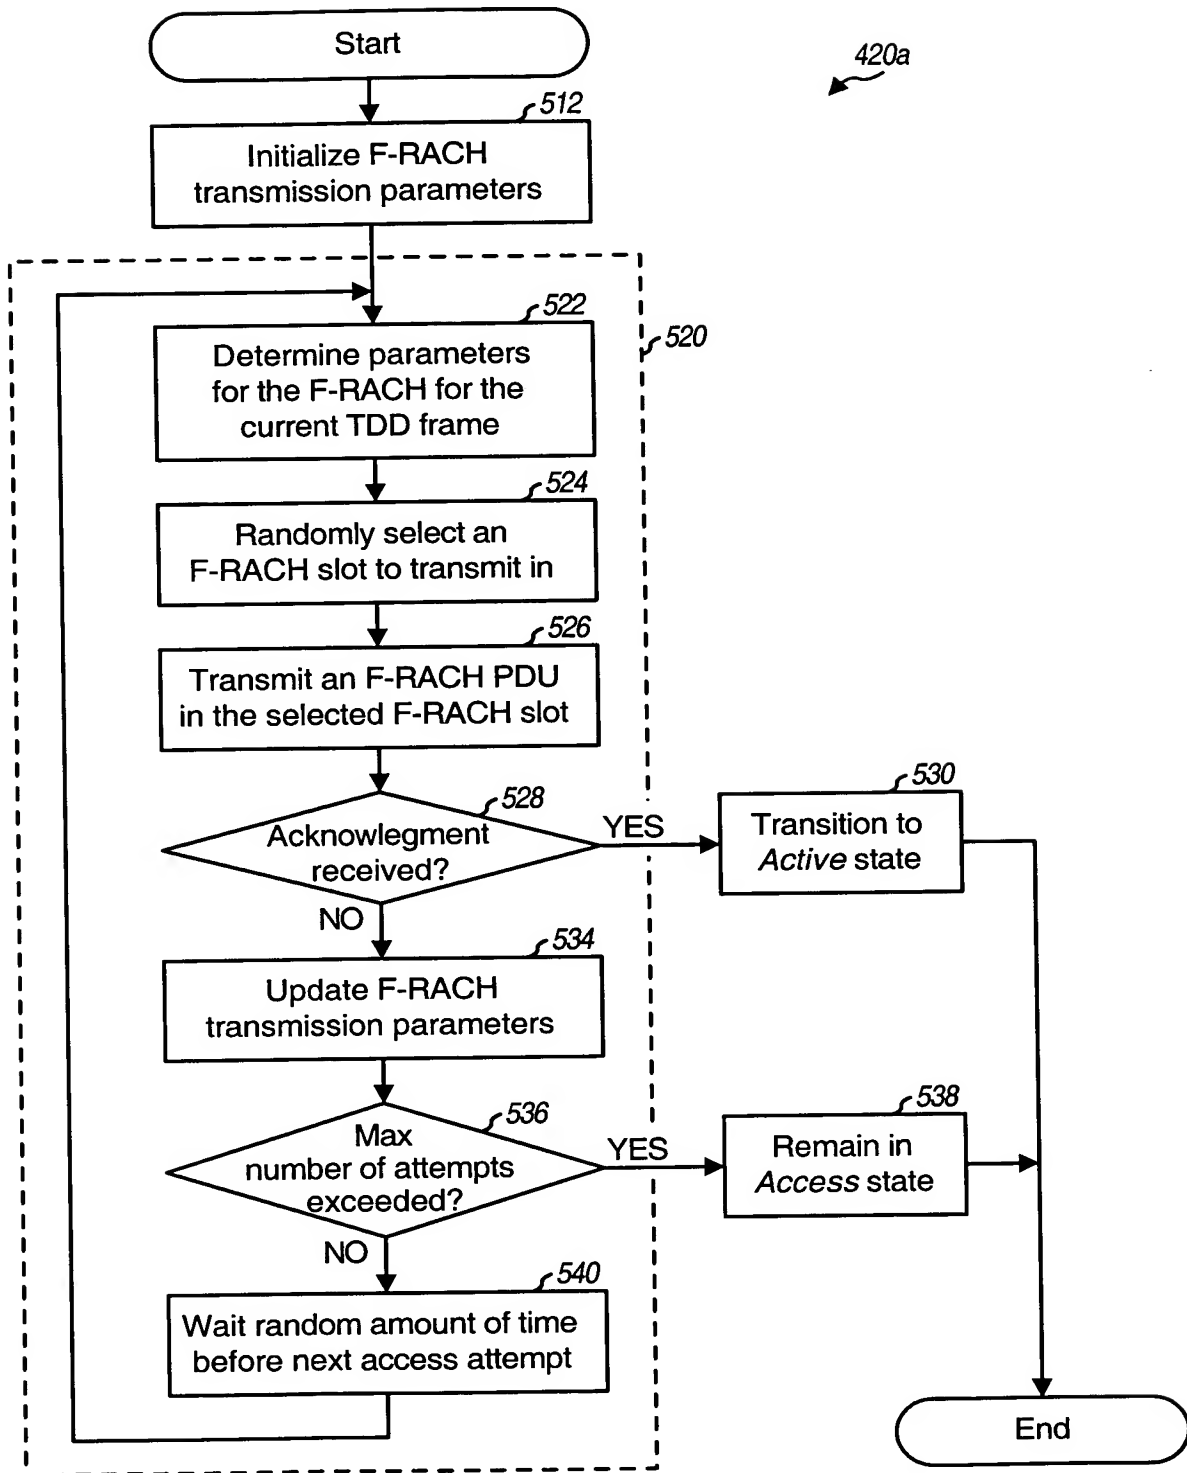 Start
420a
512
Initialize F-RACH
transmission parameters
522
520
Determine parameters
for the F-RACH for the
current TDD frame
524
Randomly select an
F-RACH slot to transmit in
526
Transmit an F-RACH PDU
in the selected F-RACH slot
528
Acknowlegment
received?
YES
530
Transition to
Active state
NO
534
Update F-RACH
transmission parameters
536
Max
number of attempts
exceeded?
YES
538
Remain in
Access state
NO
540
Wait random amount of time
before next access attempt
End